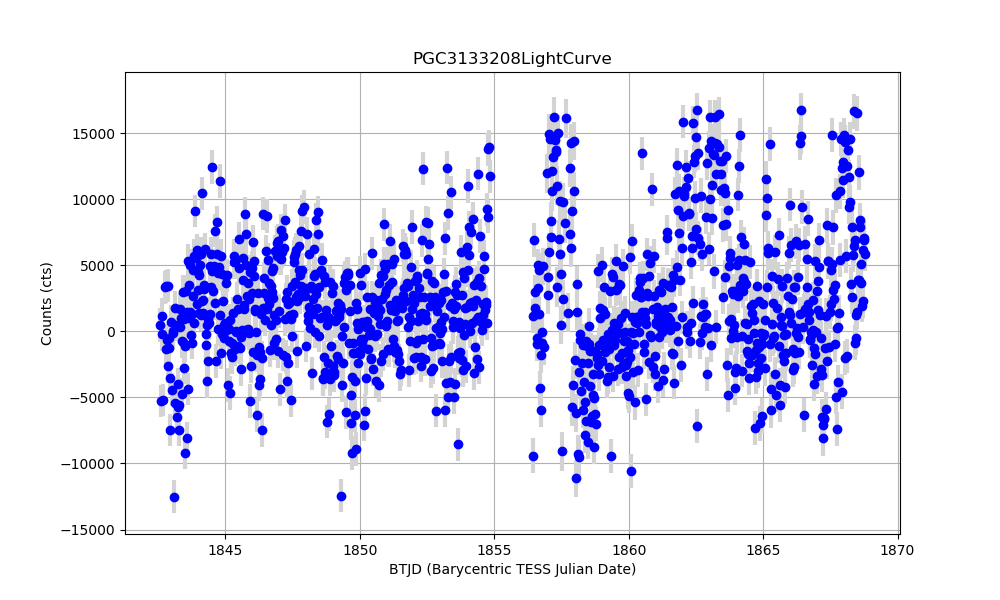 PGC3133208LightCurve
15000
10000
5000
0
−5000
−10000
−15000
Counts (cts)
1845 1850 1855 1860 1865 1870
BTJD (Barycentric TESS Julian Date)